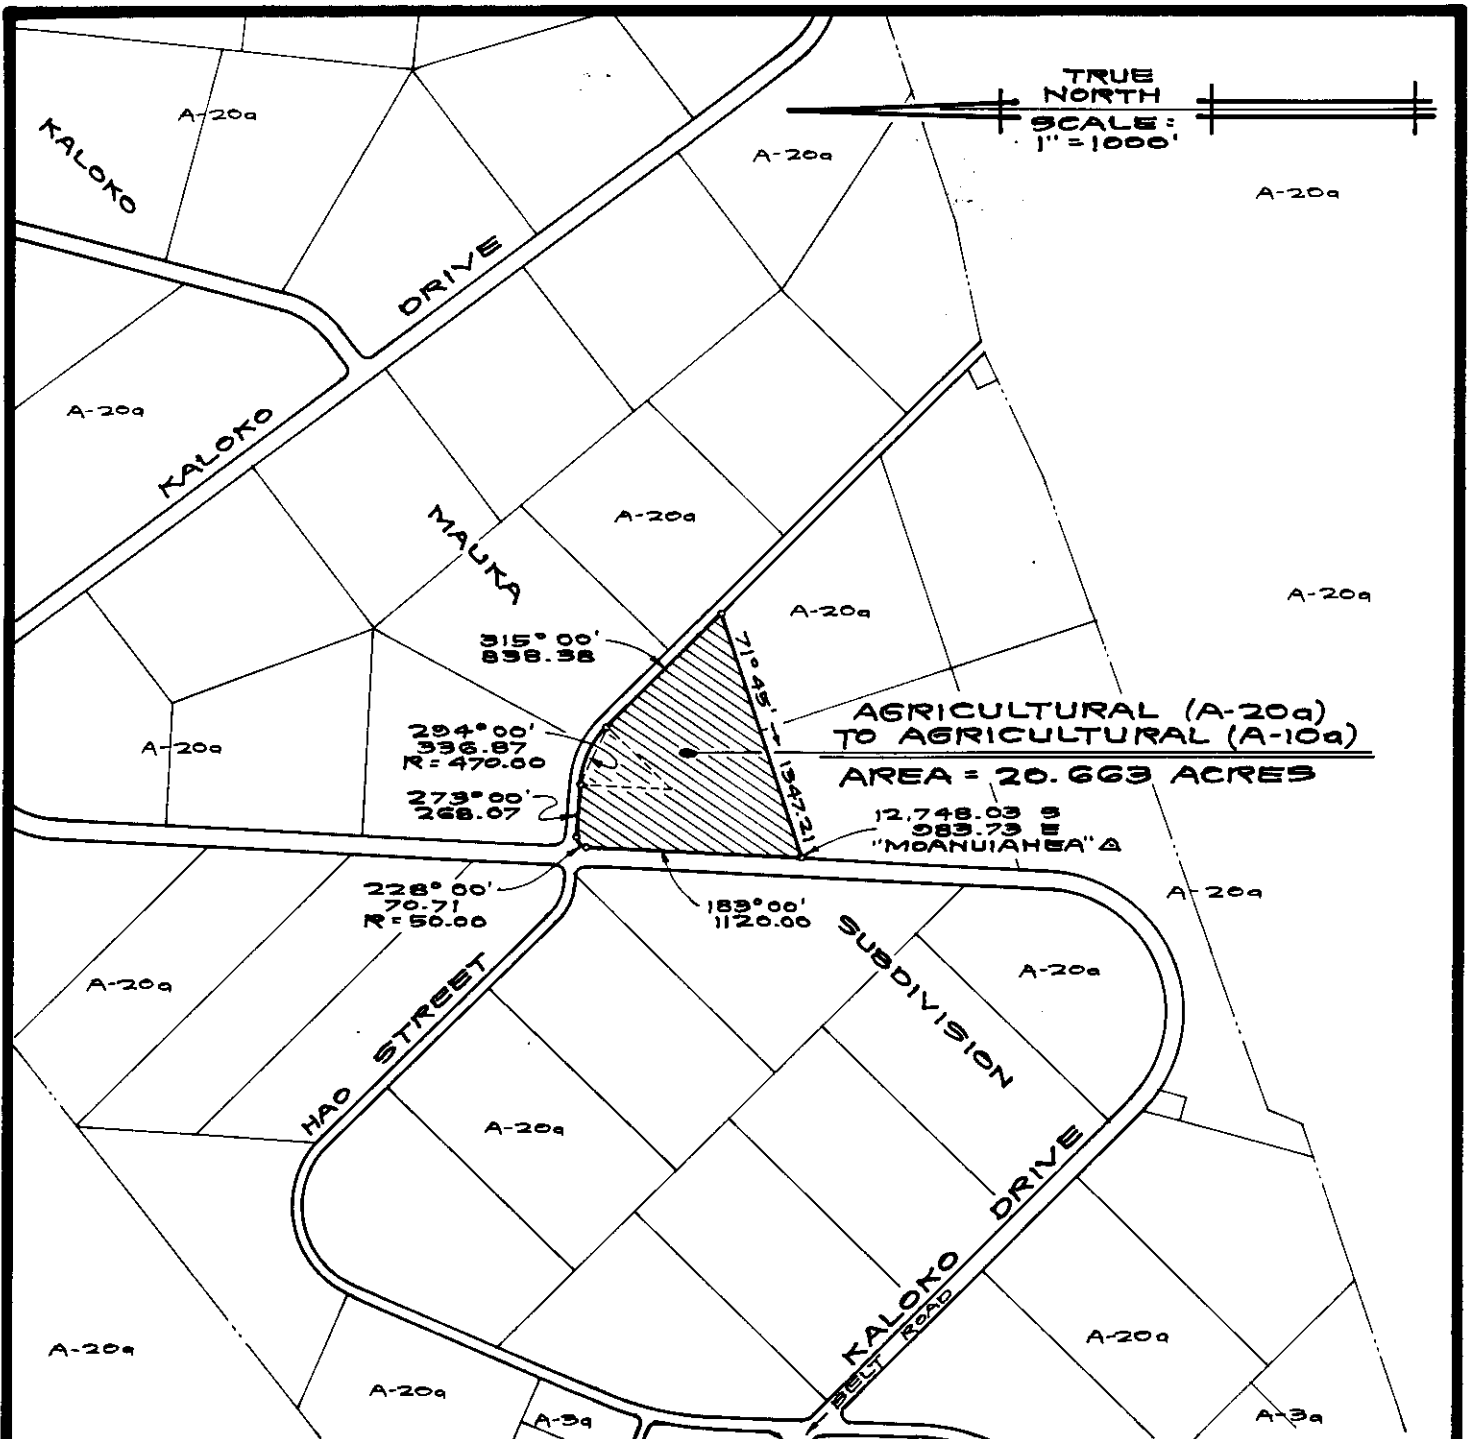 TRUE
NORTH
SCALE:
1" = 1000'
A-20a
KALOKO
A-20a
A-20a
DRIVE
A-20a
KALOKO
MAUKA
A-20a
A-20a
A-20a
315° 00'
838.38
71° 45'
1347.21
AGRICULTURAL (A-20a)
TO AGRICULTURAL (A-10a)
AREA = 20.663 ACRES
A-20a
294° 00'
336.87
R = 470.00
273° 00'
268.07
12,748.03 S
983.73 E
"MOANUIAHEA" △
228° 00'
70.71
R = 50.00
183° 00'
1120.00
A-20a
SUBDIVISION
A-20a
A-20a
HAO STREET
A-20a
KALOKO DRIVE
BELT ROAD
A-20a
A-20a
A-20a
A-3a
A-3a